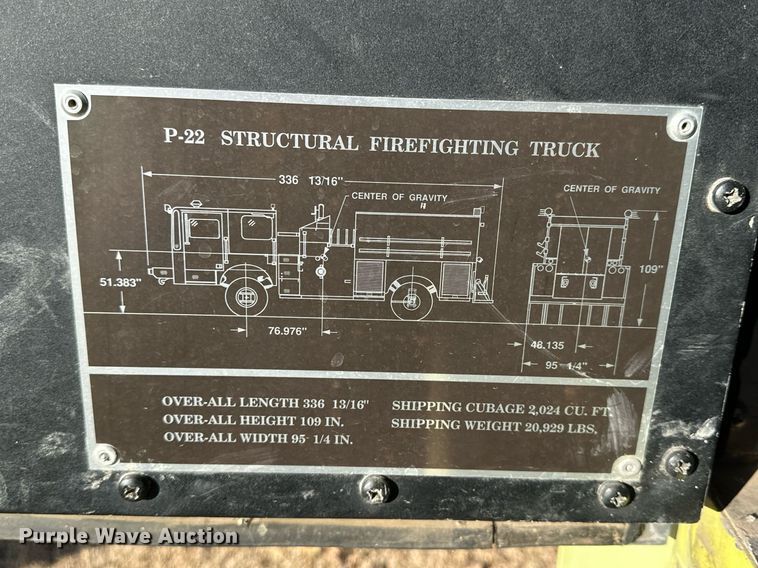 P-22 STRUCTURAL FIREFIGHTING TRUCK
336 13/16"
CENTER OF GRAVITY
CENTER OF GRAVITY
109"
51.383"
76.976"
48.135
95 1/4"
OVER-ALL LENGTH 336 13/16"
OVER-ALL HEIGHT 109 IN.
OVER-ALL WIDTH 95 1/4 IN.
SHIPPING CUBAGE 2,024 CU. FT.
SHIPPING WEIGHT 20,929 LBS.
Purple Wave Auction